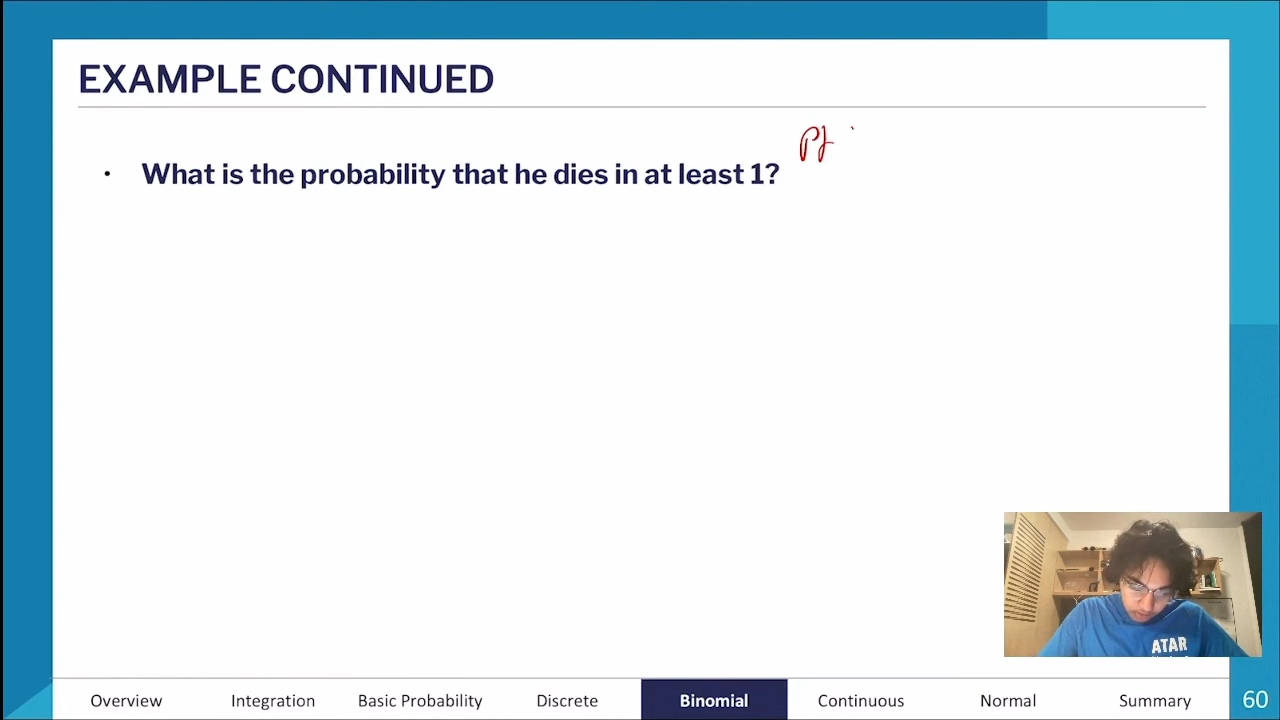 EXAMPLE CONTINUED
• What is the probability that he dies in at least 1?
ATAR
Overview Integration Basic Probability Discrete Binomial Continuous Normal Summary 60